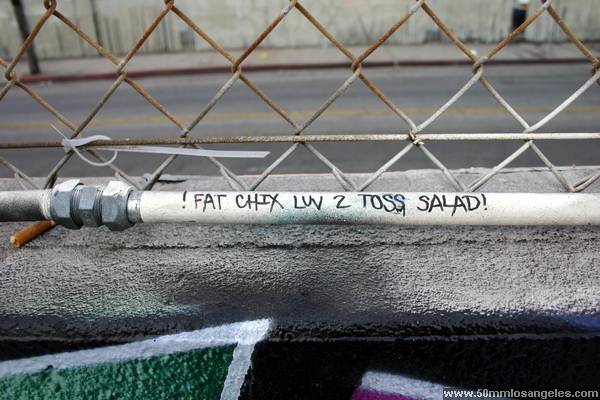 ! FAT CHIX LUV 2 TOSS SALAD!
www.50mmlosangeles.com